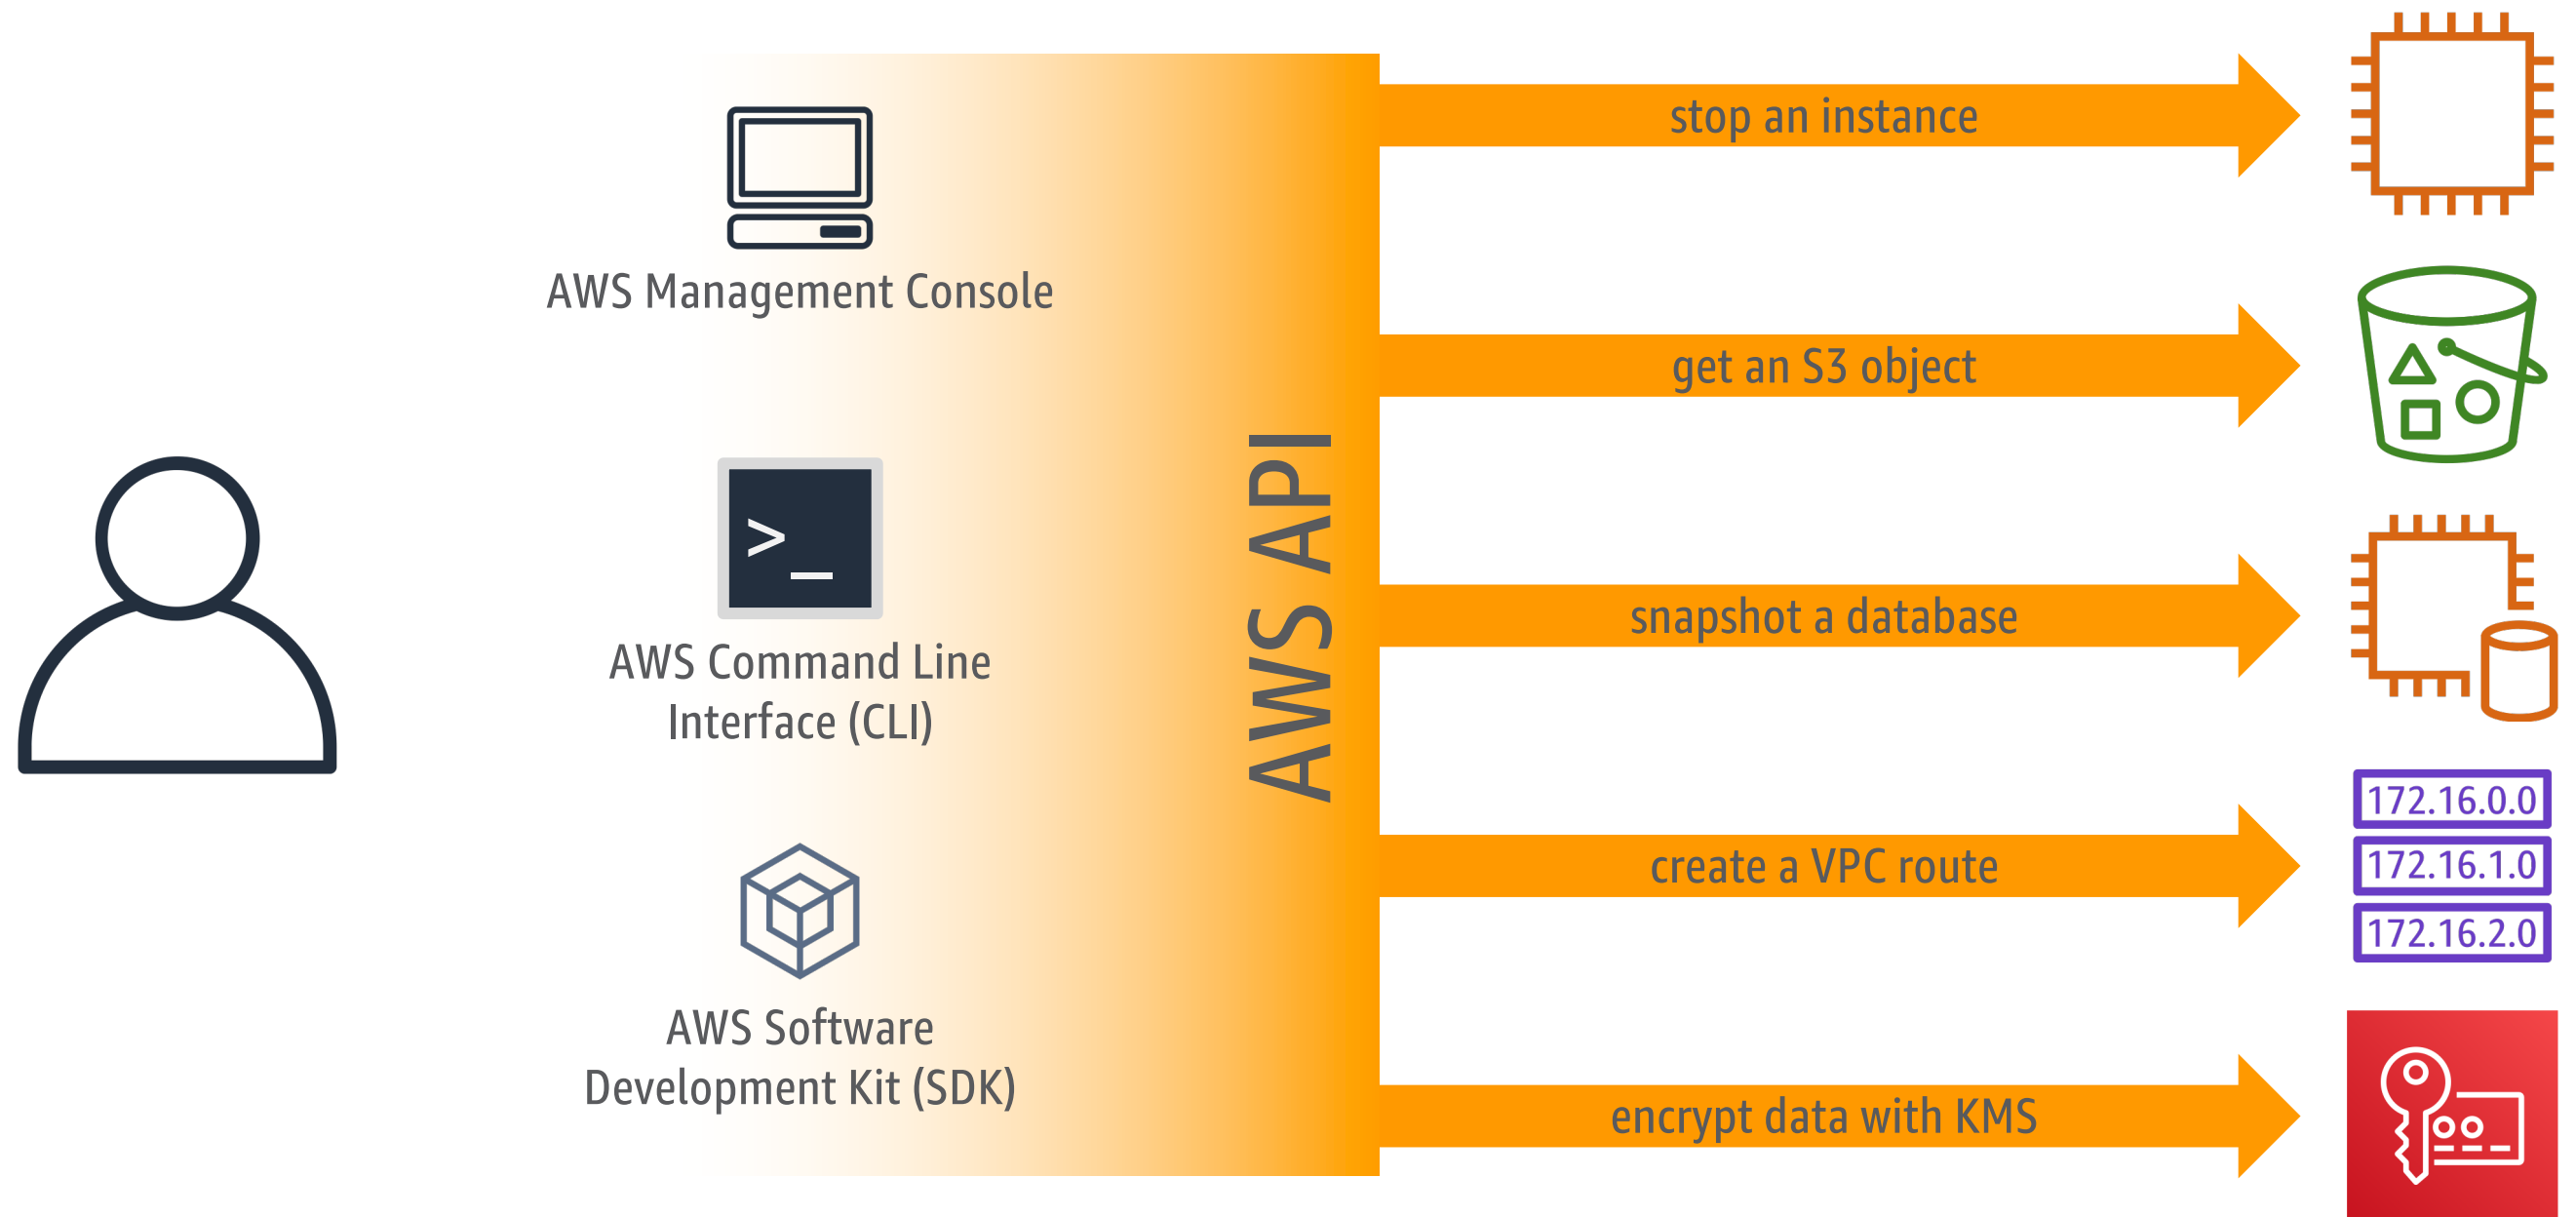 AWS Management Console
>_
AWS Command Line
Interface (CLI)
AWS Software
Development Kit (SDK)
AWS API
stop an instance
get an S3 object
snapshot a database
create a VPC route
encrypt data with KMS
172.16.0.0
172.16.1.0
172.16.2.0